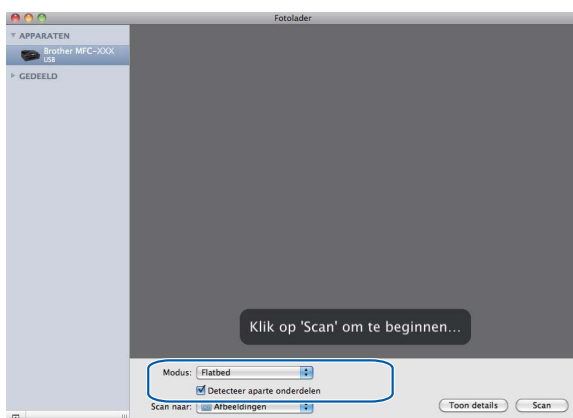 Fotolader
APPARATEN
Brother MFC-XXX
USB
GEDEELD
Klik op 'Scan' om te beginnen...
Modus: Flatbed
Detecteer aparte onderdelen
Scan naar: Afbeeldingen
Toon details
Scan